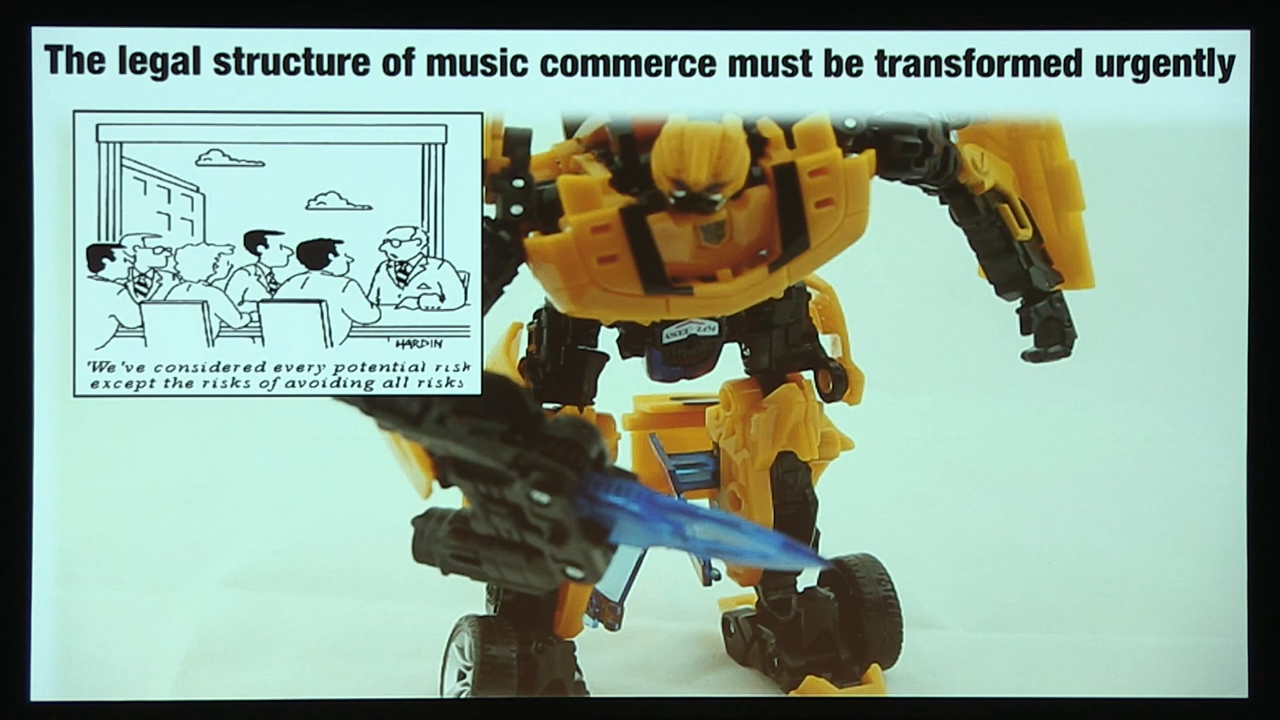 The legal structure of music commerce must be transformed urgently
HARDIN
"We've considered every potential risk
except the risks of avoiding all risks